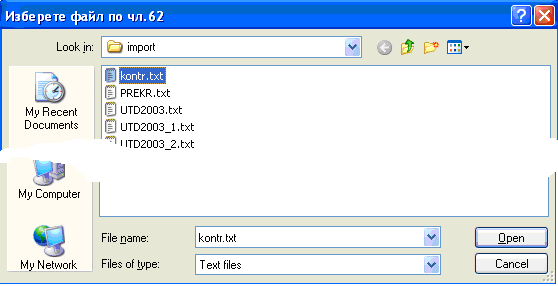 Изберете файл по чл.62
Look in:
import
kontr.txt
PREKR.txt
UTD2003.txt
UTD2003_1.txt
UTD2003_2.txt
My Recent
Documents
My Computer
My Network
File name:
kontr.txt
Open
Files of type:
Text files
Cancel